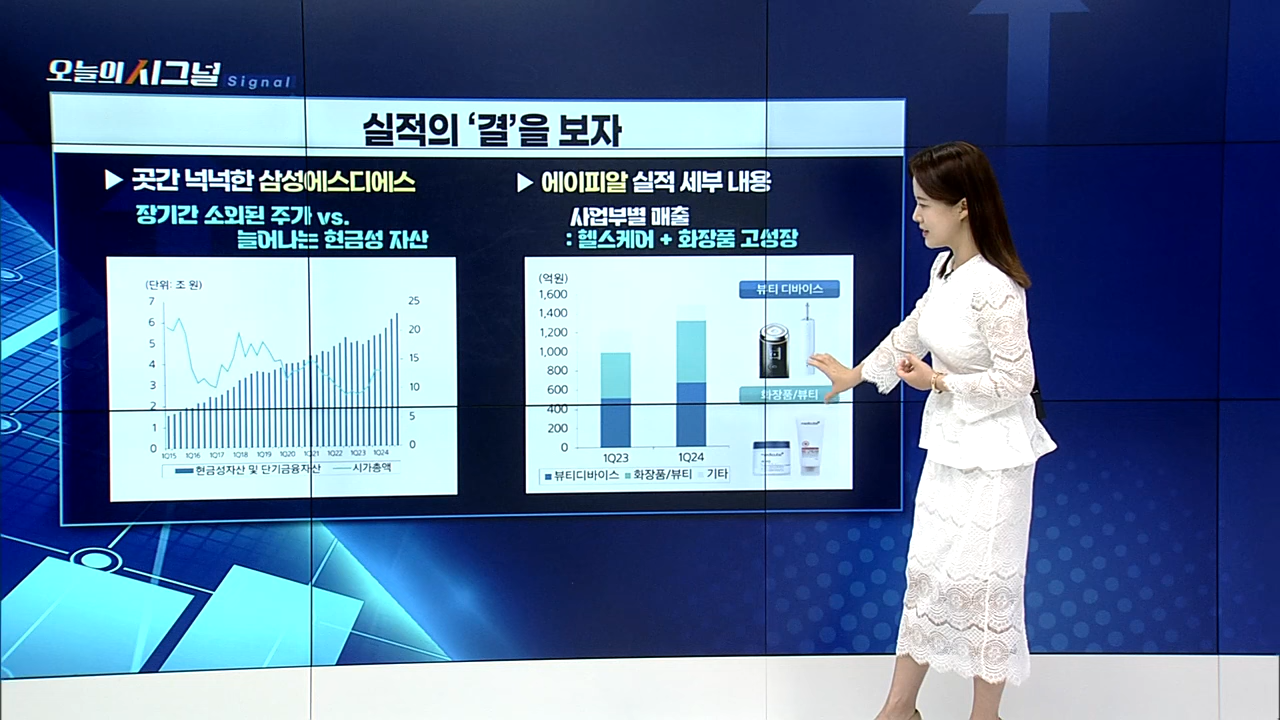 오늘의 시그널 Signal
실적의 ‘결’을 보자
▶ 곳간 넉넉한 삼성에스디에스
장기간 소외된 주가 vs.
늘어나는 현금성 자산
(단위: 조 원)
7
6
5
4
3
2
1
0
25
20
15
10
5
0
1Q15 1Q16 1Q17 1Q18 1Q19 1Q20 1Q21 1Q22 1Q23 1Q24
현금성자산 및 단기금융자산 시가총액
▶ 에이피알 실적 세부 내용
사업부별 매출
: 헬스케어 + 화장품 고성장
(억원)
1,600
1,400
1,200
1,000
800
600
400
200
0
1Q23 1Q24
뷰티디바이스 화장품/뷰티 기타
뷰티 디바이스
화장품/뷰티